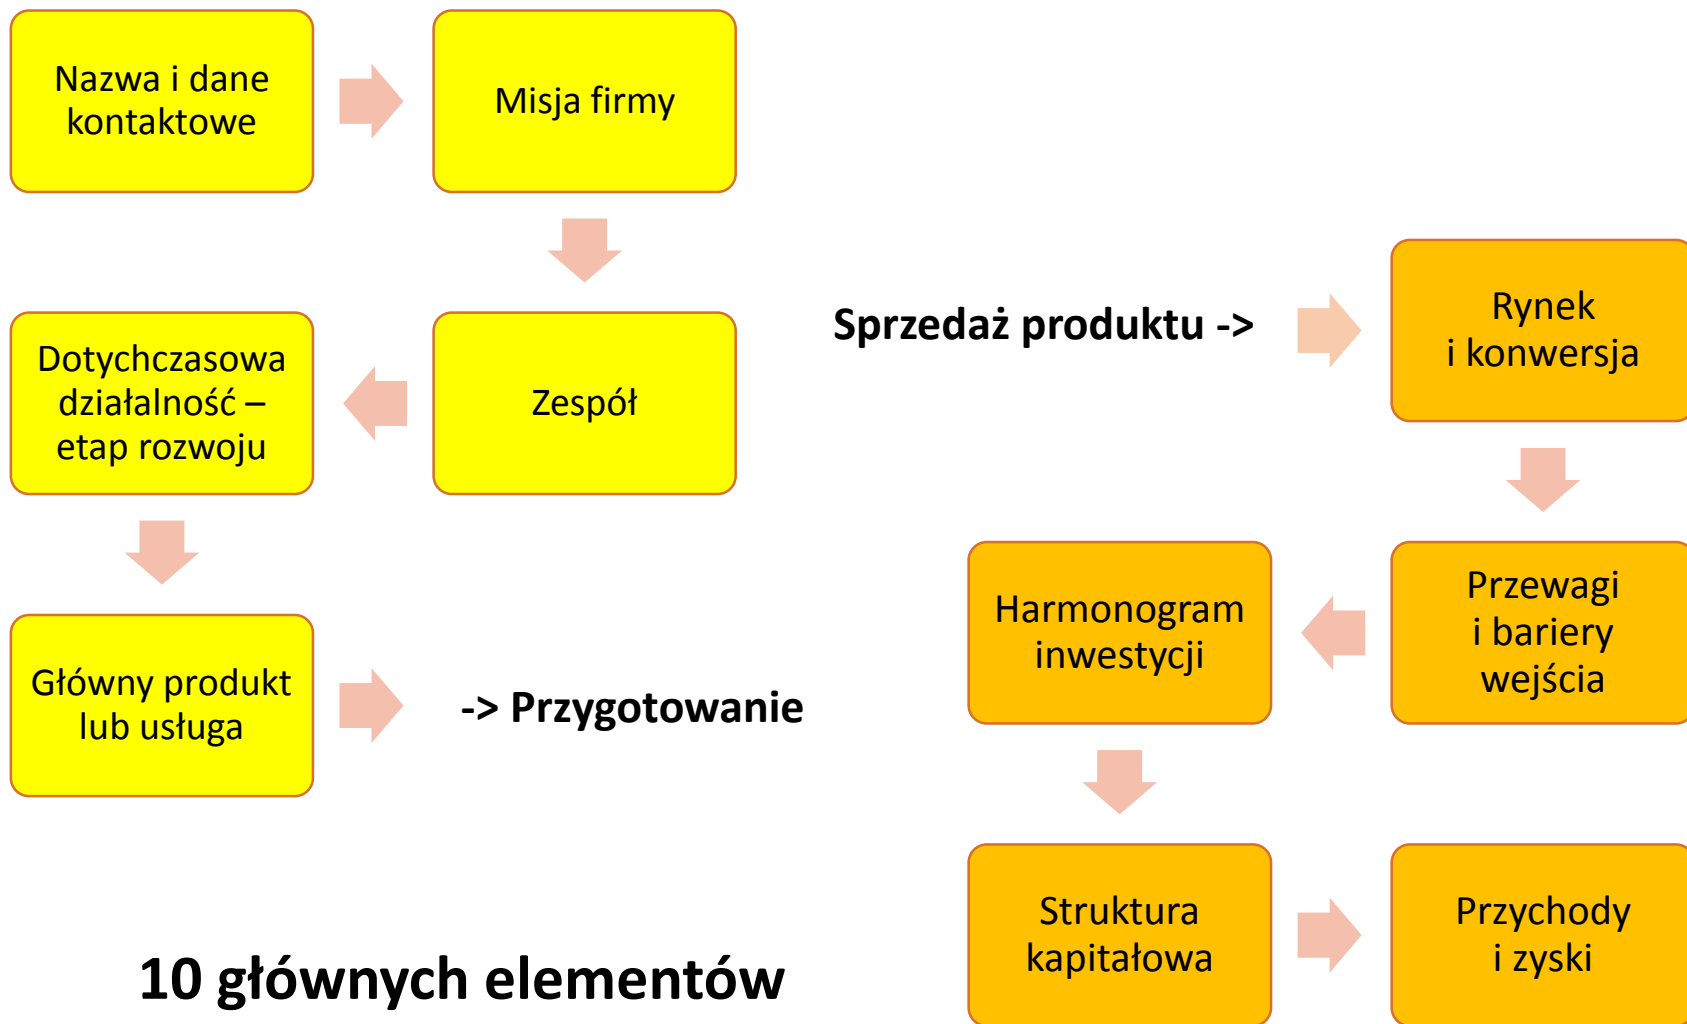 Nazwa i dane
kontaktowe
Misja firmy
Zespół
Dotychczasowa
działalność –
etap rozwoju
Główny produkt
lub usługa
-> Przygotowanie
Sprzedaż produktu ->
Rynek
i konwersja
Przewagi
i bariery
wejścia
Harmonogram
inwestycji
Struktura
kapitałowa
Przychody
i zyski
10 głównych elementów